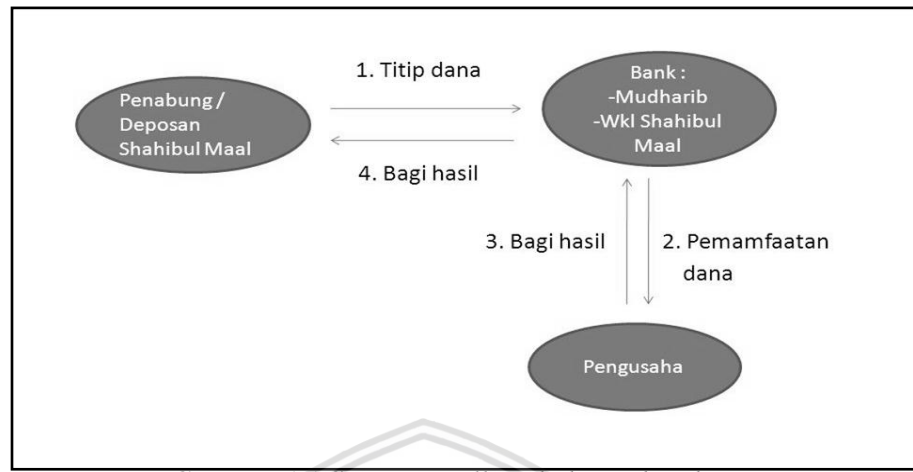 1. Titip dana
Penabung /
Deposan
Shahibul Maal
Bank :
-Mudharib
-Wkl Shahibul
Maal
4. Bagi hasil
3. Bagi hasil
2. Pemamfaatan
dana
Pengusaha